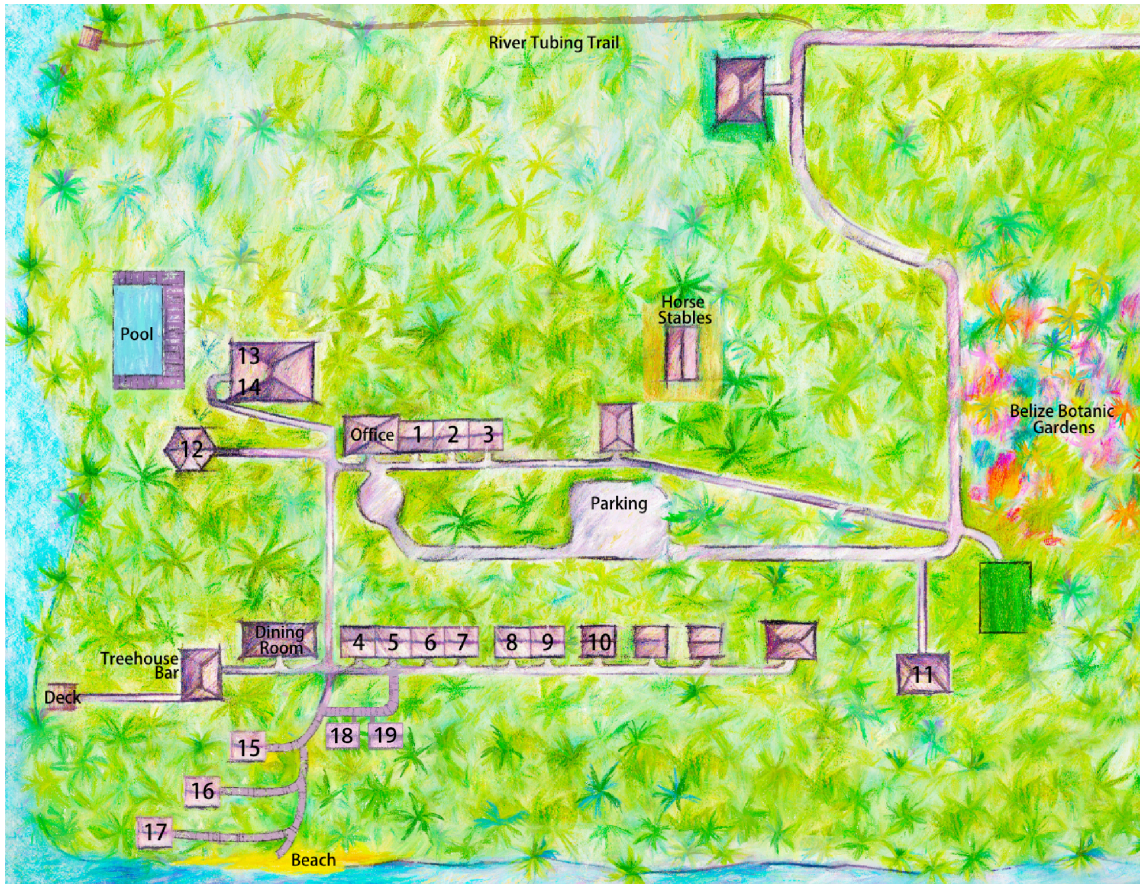 River Tubing Trail
Horse
Stables
Pool
13
14
Belize Botanic
Gardens
Office
1
2
3
12
Parking
Dining
Room
4
5
6
7
8
9
10
Treehouse
Bar
11
Deck
18
19
15
16
17
Beach